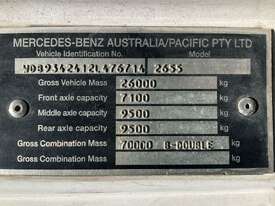 MERCEDES-BENZ AUSTRALIA/PACIFIC PTY LTD
Vehicle Identification No. Model
WDB9342412L476714 2655
Gross Vehicle Mass 26000 kg
Front axle capacity 7100 kg
Middle axle capacity 9500 kg
Rear axle capacity 9500 kg
Gross Combination Mass 70000 B-DOUBLE kg
Gross Combination Mass kg